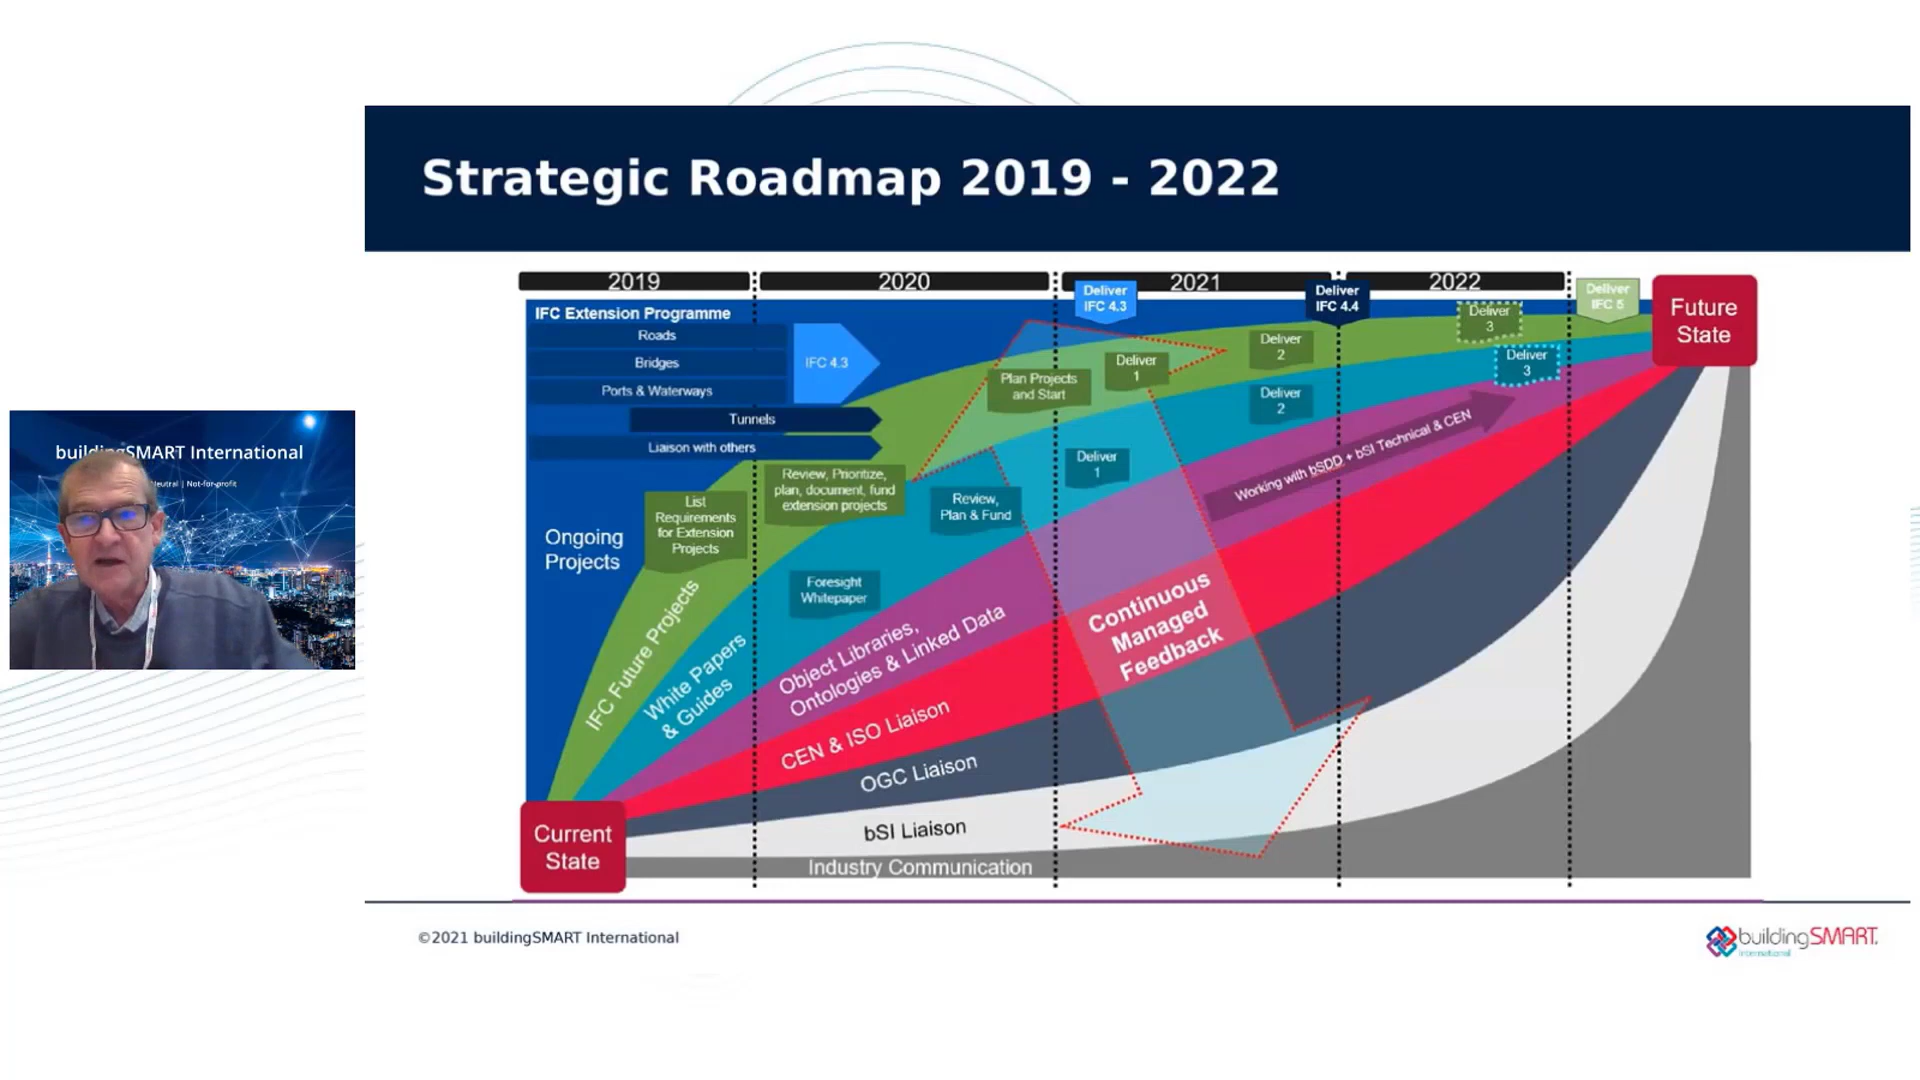 Strategic Roadmap 2019 - 2022
2019
2020
2021
2022
Deliver
IFC 4.3
Deliver
IFC 4.4
Deliver
IFC 5
Future
State
IFC Extension Programme
Roads
Bridges
Ports & Waterways
IFC 4.3
Tunnels
Liaison with others
Plan Projects
and Start
Deliver
1
Deliver
2
Deliver
3
Deliver
1
Deliver
2
Deliver
3
Ongoing
Projects
List
Requirements
for Extension
Projects
Review, Prioritize,
plan, document, fund
extension projects
Review,
Plan & Fund
Foresight
Whitepaper
Working with bSDD + bSI Technical & CEN
IFC Future Projects
White Papers
& Guides
Object Libraries,
Ontologies & Linked Data
CEN & ISO Liaison
OGC Liaison
bSI Liaison
Industry Communication
Continuous
Managed
Feedback
Current
State
buildingSMART International
Neutral | Not-for-profit
©2021 buildingSMART International
buildingSMART
International